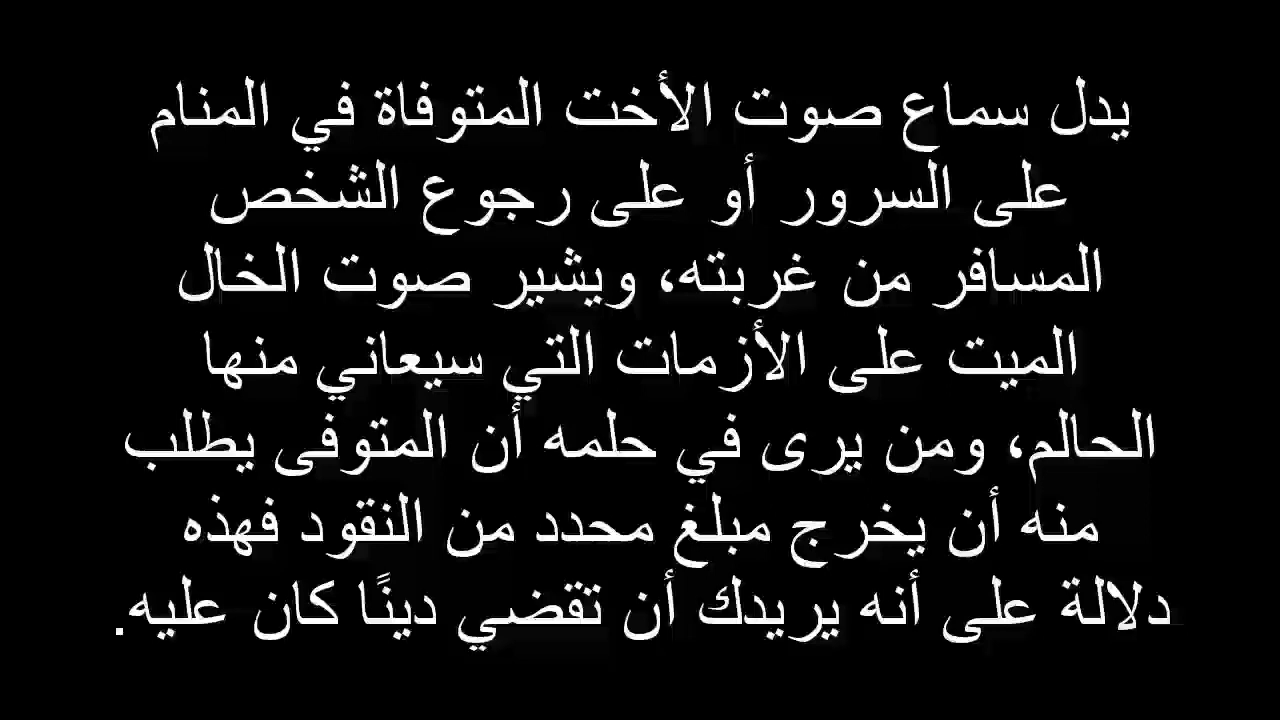 يدل سماع صوت الأخت المتوفاة في المنام
على السرور أو على رجوع الشخص
المسافر من غربته، ويشير صوت الخال
الميت على الأزمات التي سيعاني منها
الحالم، ومن يرى في حلمه أن المتوفى يطلب
منه أن يخرج مبلغ محدد من النقود فهذه
دلالة على أنه يريدك أن تقضي دينًا كان عليه.